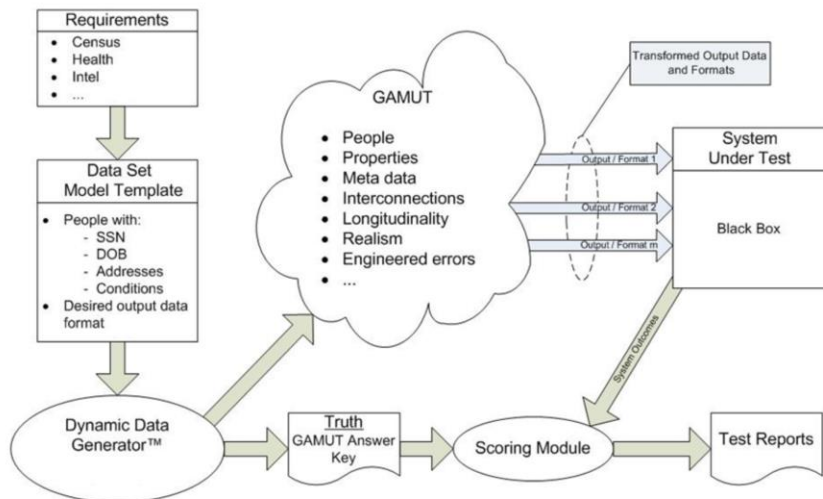 Requirements
• Census
• Health
• Intel
• ...
Data Set
Model Template
• People with:
- SSN
- DOB
- Addresses
- Conditions
• Desired output data
format
Dynamic Data
Generator™
GAMUT
• People
• Properties
• Meta data
• Interconnections
• Longitudinality
• Realism
• Engineered errors
• ...
Transformed Output Data
and Formats
Output / Format 1
Output / Format 2
Output / Format m
System
Under Test
Black Box
System Outcomes
Truth
GAMUT Answer
Key
Scoring Module
Test Reports